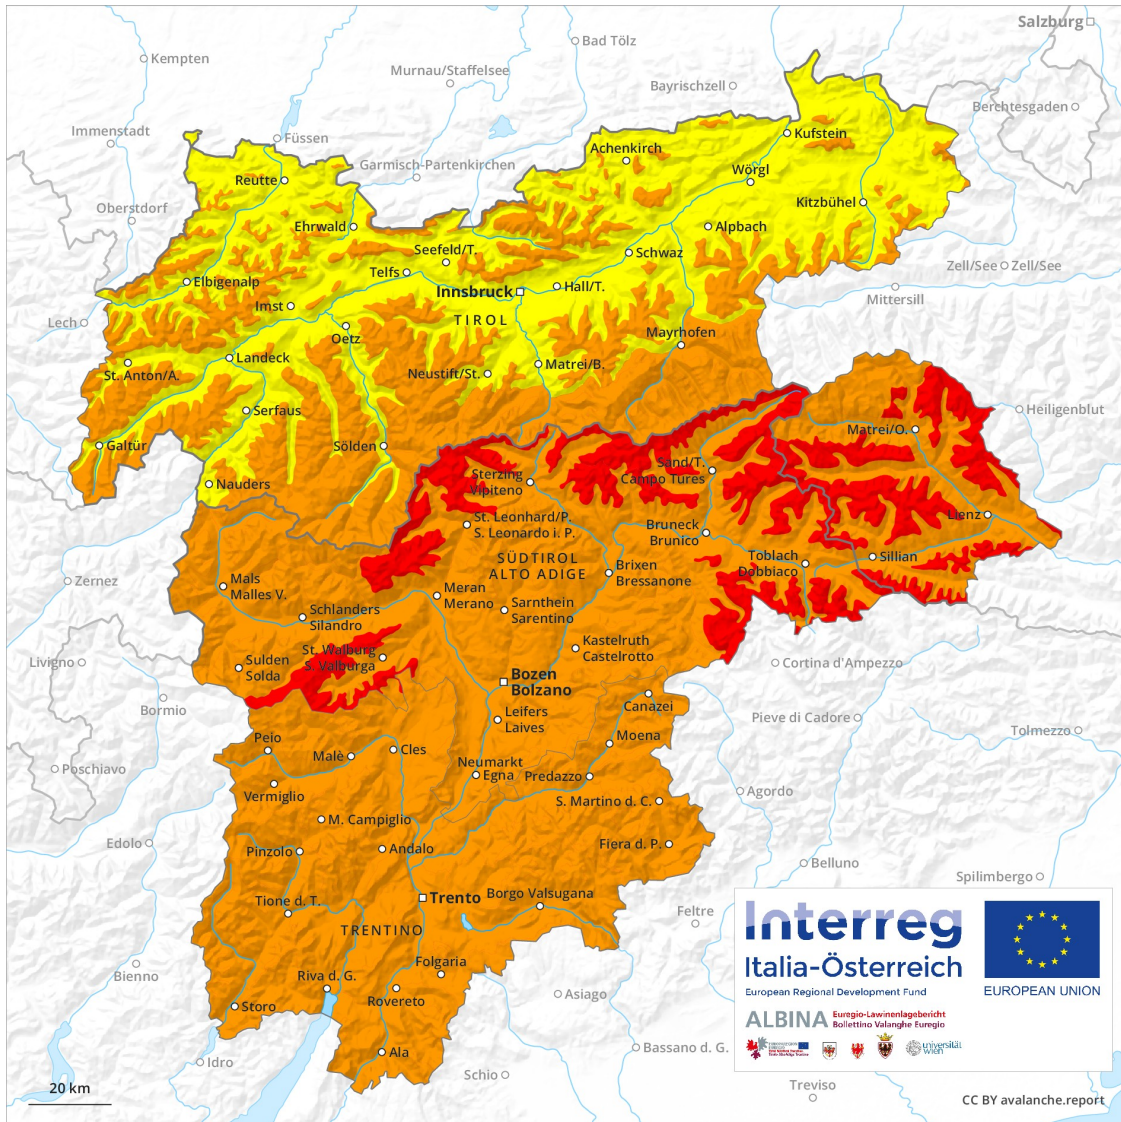 Salzburg
Bad Tölz
Kempten
Murnau/Staffelsee
Bayrischzell
Berchtesgaden
Immenstadt
Füssen
Kufstein
Achenkirch
Garmisch-Partenkirchen
Wörgl
Reutte
Oberstdorf
Kitzbühel
Ehrwald
Alpbach
Seefeld/T.
Schwaz
Zell/See
Zell/See
Telfs
Elbigenalp
Hall/T.
Innsbruck
Mittersill
Imst
TIROL
Lech
Mayrhofen
Oetz
Landeck
Matrei/B.
St. Anton/A.
Neustift/St.
Serfaus
Heiligenblut
Matrei/O.
Galtür
Sölden
Sand/T.
Campo Tures
Sterzing
Vipiteno
Nauders
Lienz
St. Leonhard/P.
S. Leonardo i. P.
Bruneck
Brunico
SÜDTIROL
ALTO ADIGE
Toblach
Dobbiaco
Sillian
Brixen
Bressanone
Zernez
Mals
Malles V.
Meran
Merano
Sarnthein
Sarentino
Schlanders
Silandro
Kastelruth
Castelrotto
St. Walburg
S. Valburga
Livigno
Sulden
Solda
Cortina d'Ampezzo
Bozen
Bolzano
Bormio
Canazei
Leifers
Laives
Pieve di Cadore
Tolmezzo
Peio
Moena
Malè
Cles
Neumarkt
Egna
Predazzo
Poschiavo
Vermiglio
Agordo
S. Martino d. C.
M. Campiglio
Edolo
Pinzolo
Andalo
Fiera d. P.
Belluno
Spilimbergo
Tione d. T.
Trento
Borgo Valsugana
Feltre
TRENTINO
Bienno
Folgaria
Riva d. G.
Rovereto
Asiago
Storo
Idro
Ala
Bassano d. G.
Schio
Treviso
20 km
Interreg
Italia-Österreich
European Regional Development Fund
EUROPEAN UNION
ALBINA
Euregio-Lawinenlagebericht
Bollettino Valanghe Euregio
universität
wien
CC BY avalanche.report